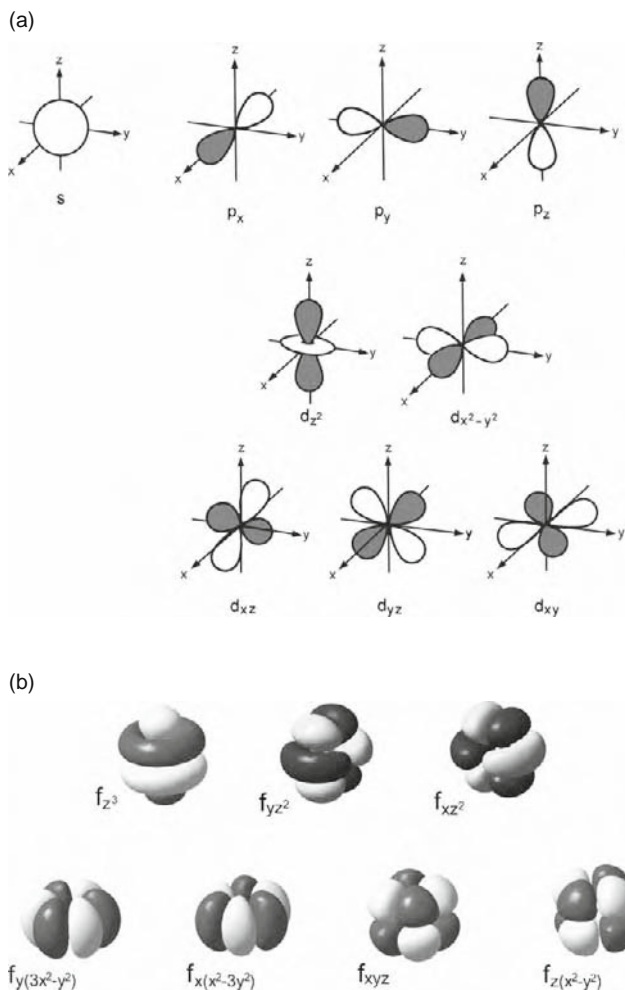 (a)
z z z z
y y y y
x x x x
s px py pz
z z
y y
x x
dz² dx²-y²
z z z
y y y
x x x
dxz dyz dxy
(b)
fz³ fyz² fxz²
fy(3x²-y²) fx(x²-3y²) fxyz fz(x²-y²)